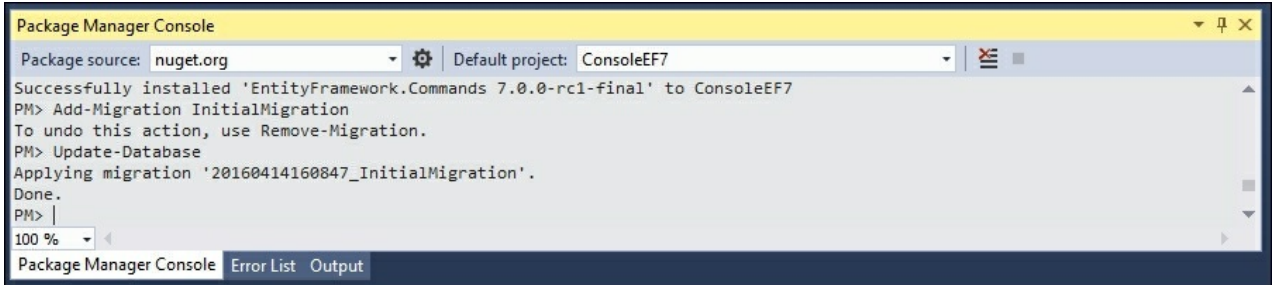 Package Manager Console
Package source: nuget.org Default project: ConsoleEF7
Successfully installed 'EntityFramework.Commands 7.0.0-rc1-final' to ConsoleEF7
PM> Add-Migration InitialMigration
To undo this action, use Remove-Migration.
PM> Update-Database
Applying migration '20160414160847_InitialMigration'.
Done.
PM>
100 %
Package Manager Console Error List Output